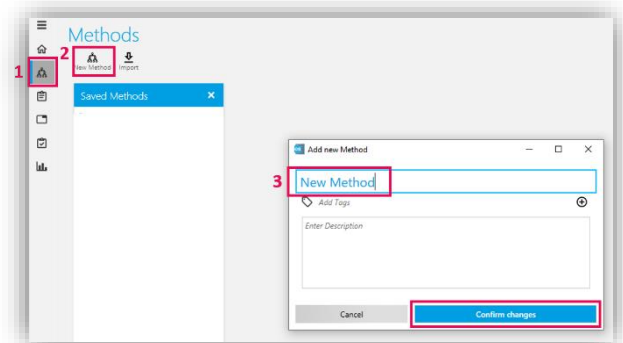 Methods
1
2
New Method
Import
Saved Methods
Add new Method
3
New Method
Add Tags
Enter Description
Cancel
Confirm changes